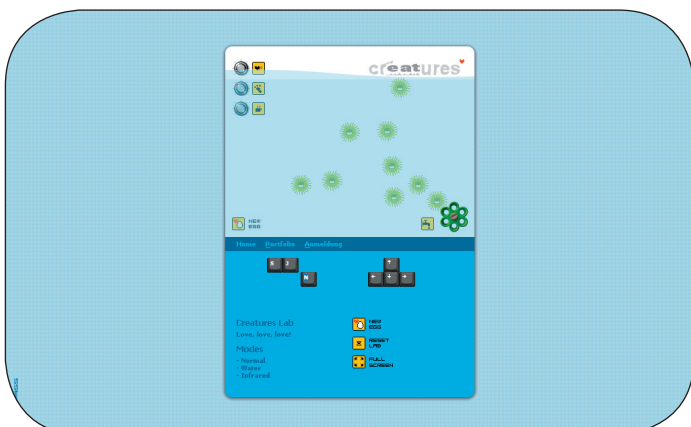 creatures
NEW
EGG
Home Portfolio Anmeldung
S J
N
Creatures Lab
Love, love, love!
Modes
- Normal
- Water
- Infrared
NEW
EGG
RESET
LAB
FULL
SCREEN